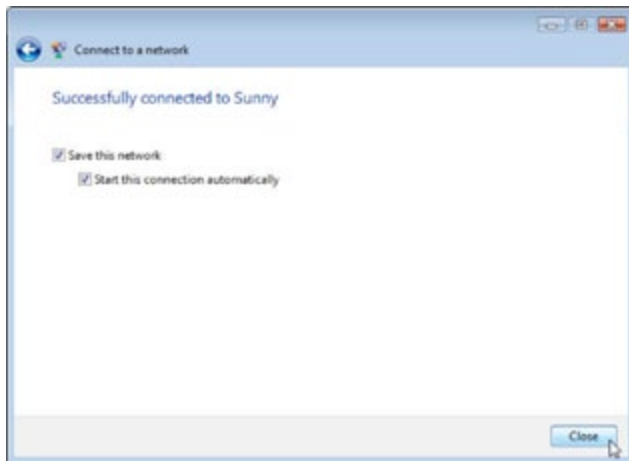 Connect to a network
Successfully connected to Sunny
Save this network
Start this connection automatically
Close